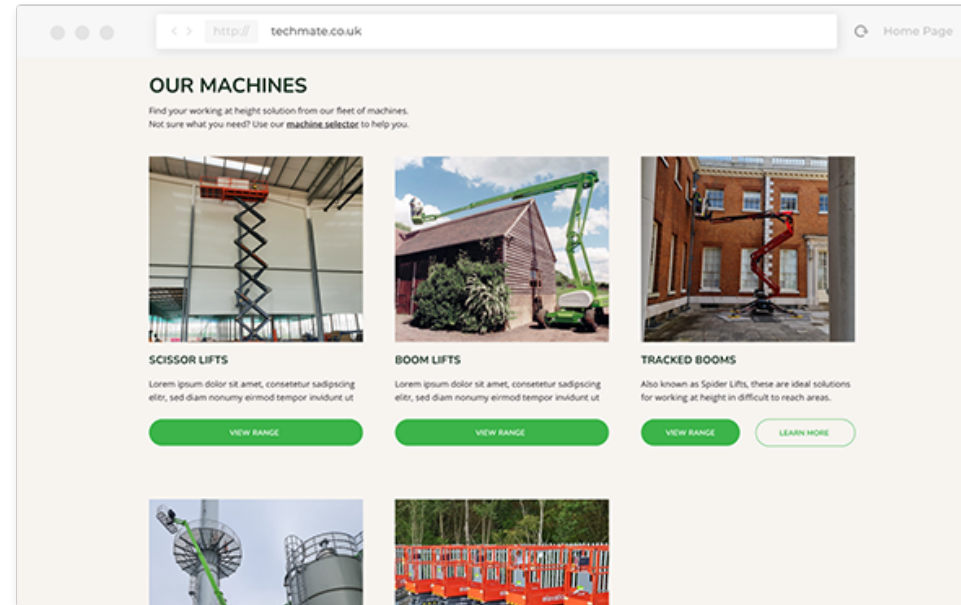 http://
techmate.co.uk
Home Page
OUR MACHINES
Find your working at height solution from our fleet of machines.
Not sure what you need? Use our machine selector to help you.
SCISSOR LIFTS
BOOM LIFTS
TRACKED BOOMS
Lorem ipsum dolor sit amet, consetetur sadipscing
elitr, sed diam nonumy eirmod tempor invidunt ut
Lorem ipsum dolor sit amet, consetetur sadipscing
elitr, sed diam nonumy eirmod tempor invidunt ut
Also known as Spider Lifts, these are ideal solutions
for working at height in difficult to reach areas.
VIEW RANGE
VIEW RANGE
VIEW RANGE
LEARN MORE